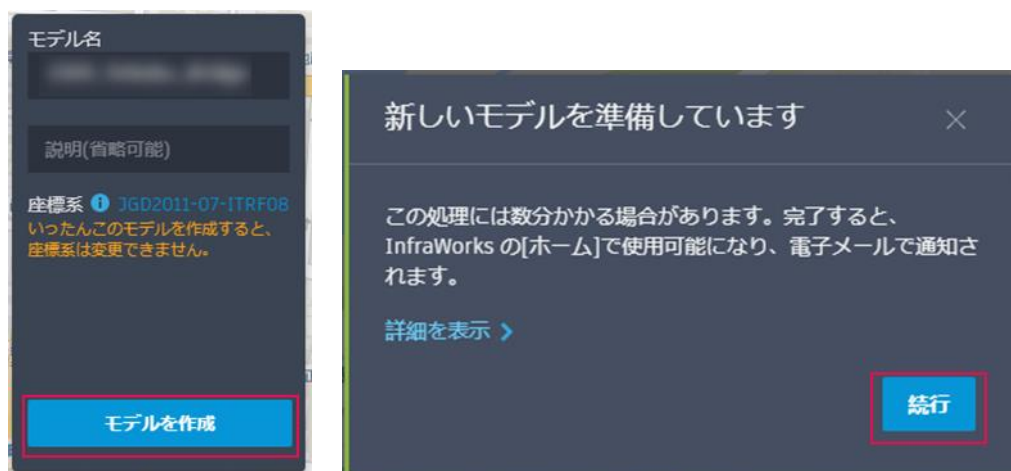 モデル名
説明(省略可能)
座標系 JGD2011-07-ITRF08
いったんこのモデルを作成すると、
座標系は変更できません。
モデルを作成
新しいモデルを準備しています
この処理には数分かかる場合があります。完了すると、
InfraWorks の[ホーム]で使用可能になり、電子メールで通知さ
れます。
詳細を表示
続行